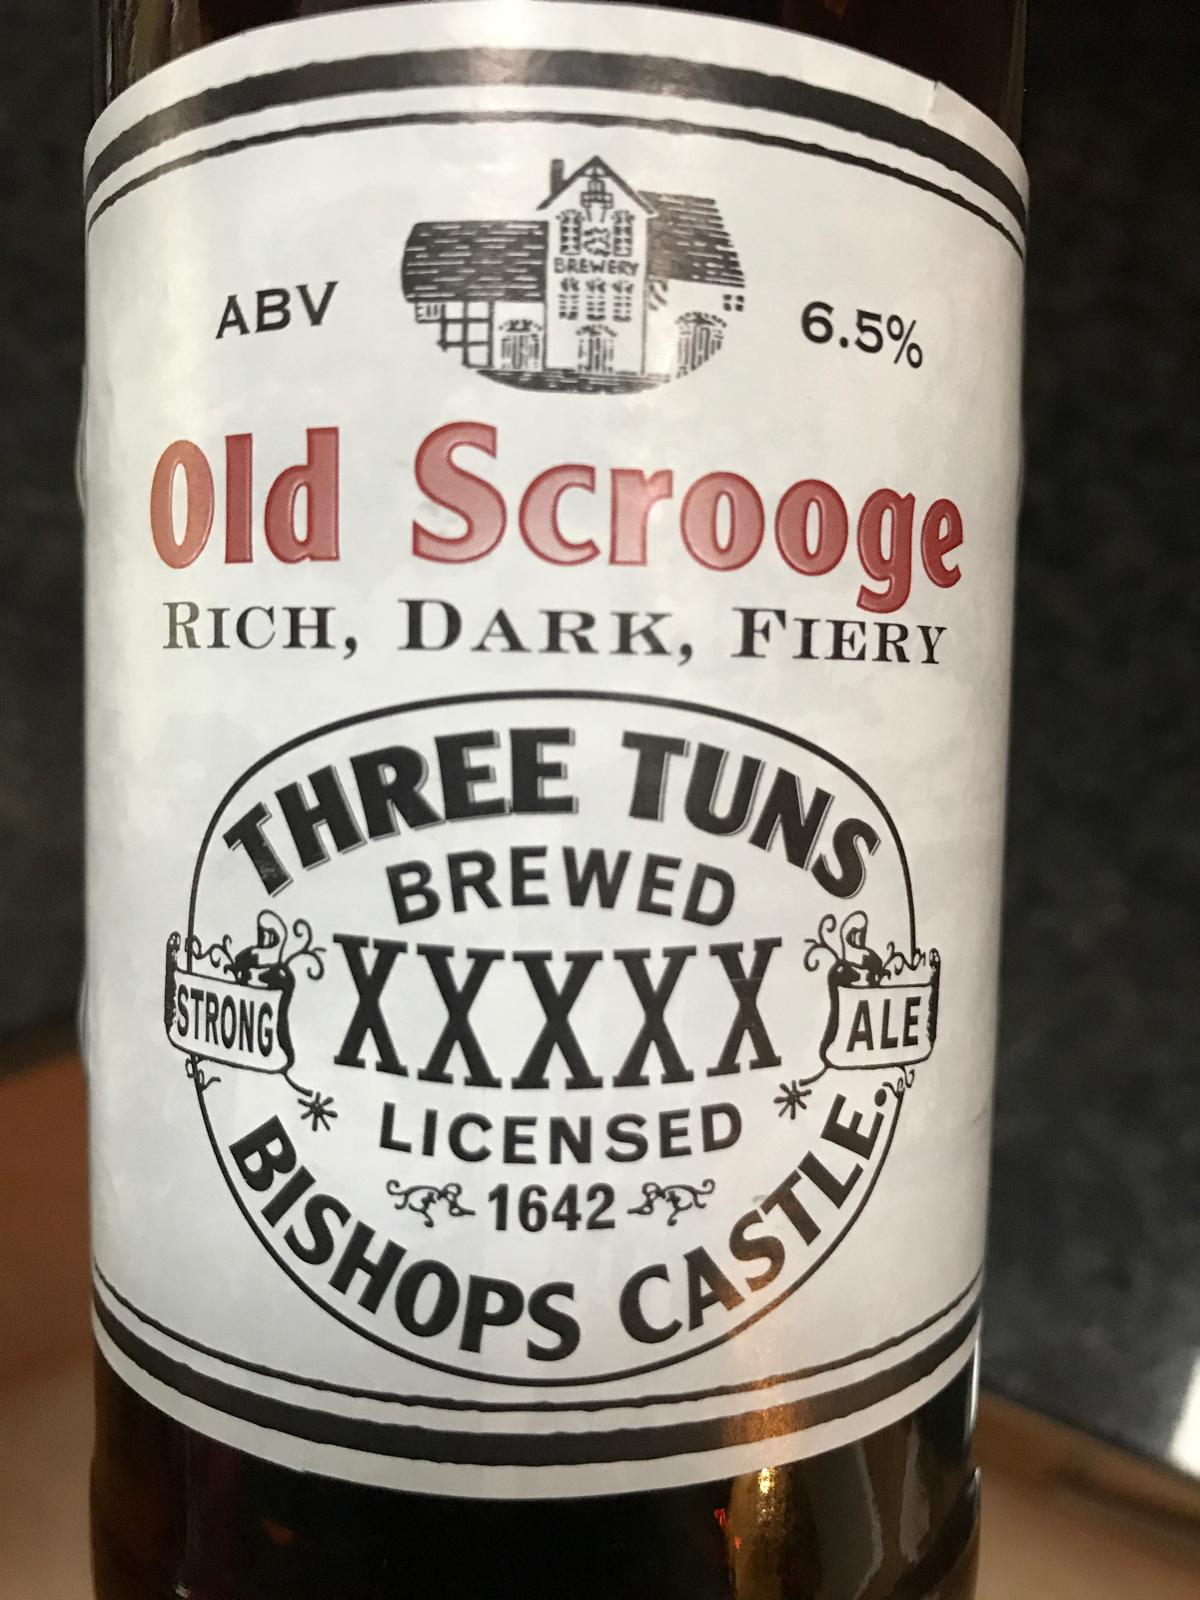 BREWERY
ABV 6.5%
Old Scrooge
RICH, DARK, FIERY
THREE TUNS
BREWED
XXXXX
STRONG ALE
LICENSED
1642
BISHOPS CASTLE.